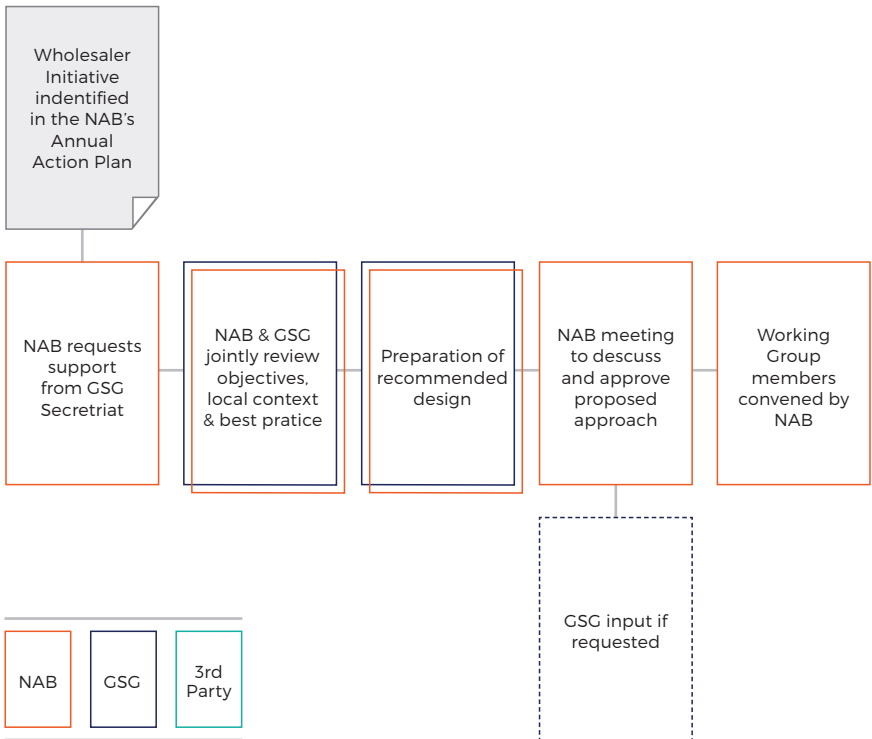 Wholesaler
Initiative
indentified
in the NAB's
Annual
Action Plan
NAB requests
support
from GSG
Secretriat
NAB & GSG
jointly review
objectives,
local context
& best pratice
Preparation of
recommended
design
NAB meeting
to descuss
and approve
proposed
approach
Working
Group
members
convened by
NAB
GSG input if
requested
NAB
GSG
3rd
Party